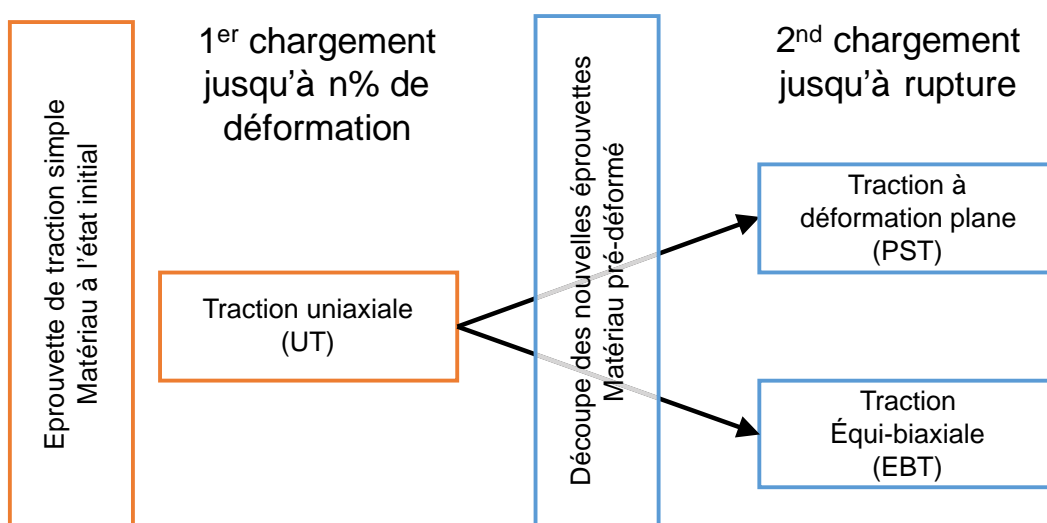 Eprouvette de traction simple
Matériau à l'état initial
1er chargement
jusqu'à n% de
déformation
Traction uniaxiale
(UT)
Découpe des nouvelles éprouvettes
Matériau pré-déformé
2nd chargement
jusqu'à rupture
Traction à
déformation plane
(PST)
Traction
Équi-biaxiale
(EBT)